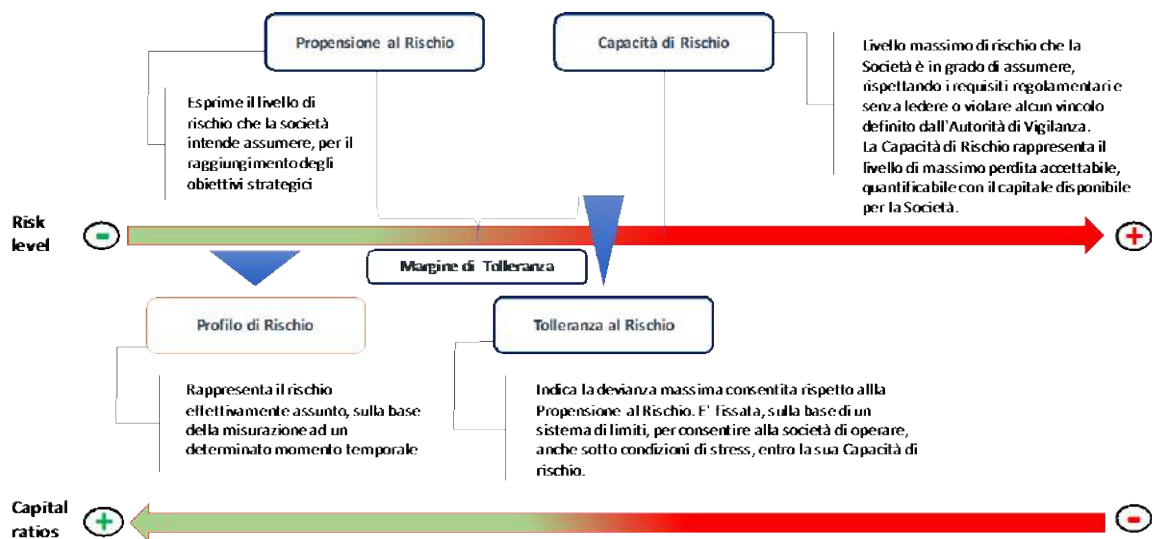 Propensione al Rischio
Capacità di Rischio
Esprime il livello di
rischio che la società
intende assumere, per il
raggiungimento degli
obiettivi strategici
Livello massimo di rischio che la
Società è in grado di assumere,
rispettando i requisiti regolamentari e
senza ledere o violare alcun vincolo
definito dall'Autorità di Vigilanza.
La Capacità di Rischio rappresenta il
livello di massimo perdita accettabile,
quantificabile con il capitale disponibile
per la Società.
Risk
level
-
+
Margine di Tolleranza
Profilo di Rischio
Tolleranza al Rischio
Rappresenta il rischio
effettivamente assunto, sulla base
della misurazione ad un
determinato momento temporale
Indica la devianza massima consentita rispetto allla
Propensione al Rischio. E' fissata, sulla base di un
sistema di limiti, per consentire alla società di operare,
anche sotto condizioni di stress, entro la sua Capacità di
rischio.
Capital
ratios
+
-